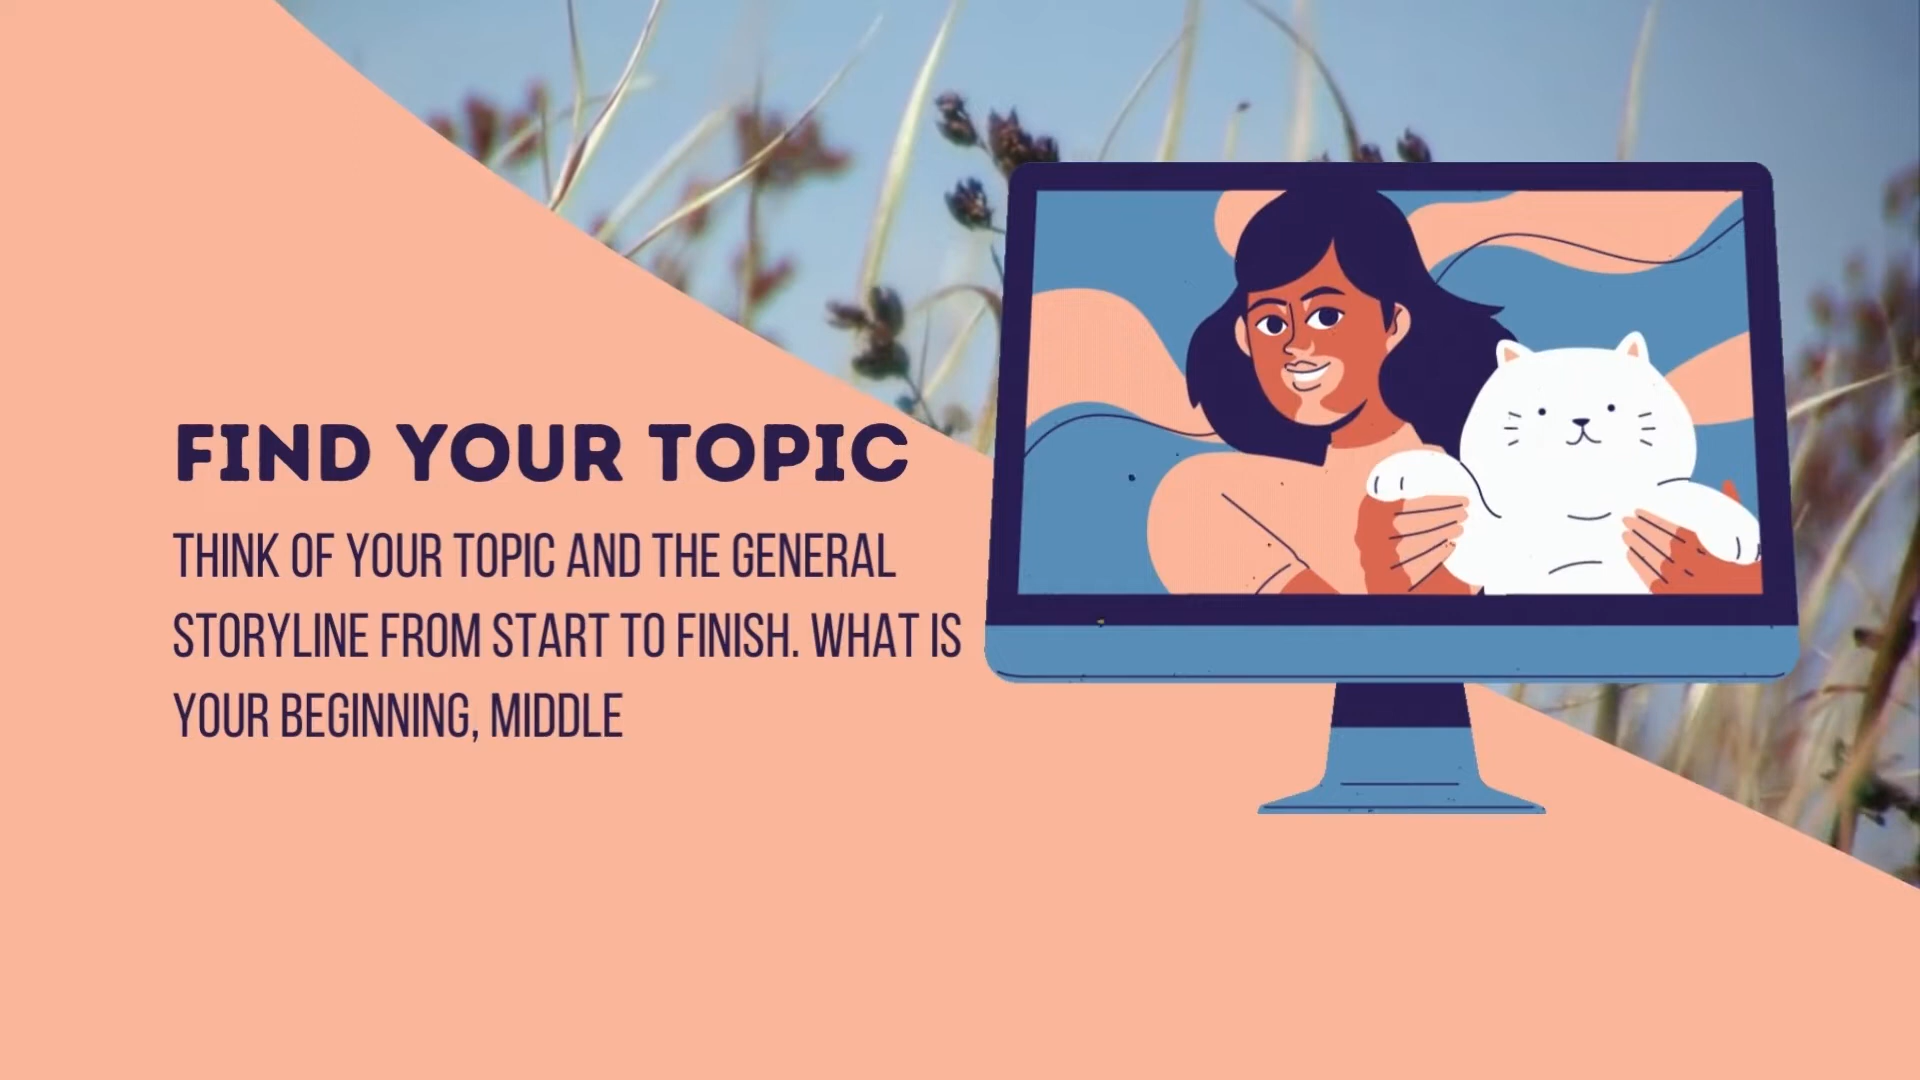 FIND YOUR TOPIC
THINK OF YOUR TOPIC AND THE GENERAL
STORYLINE FROM START TO FINISH. WHAT IS
YOUR BEGINNING, MIDDLE